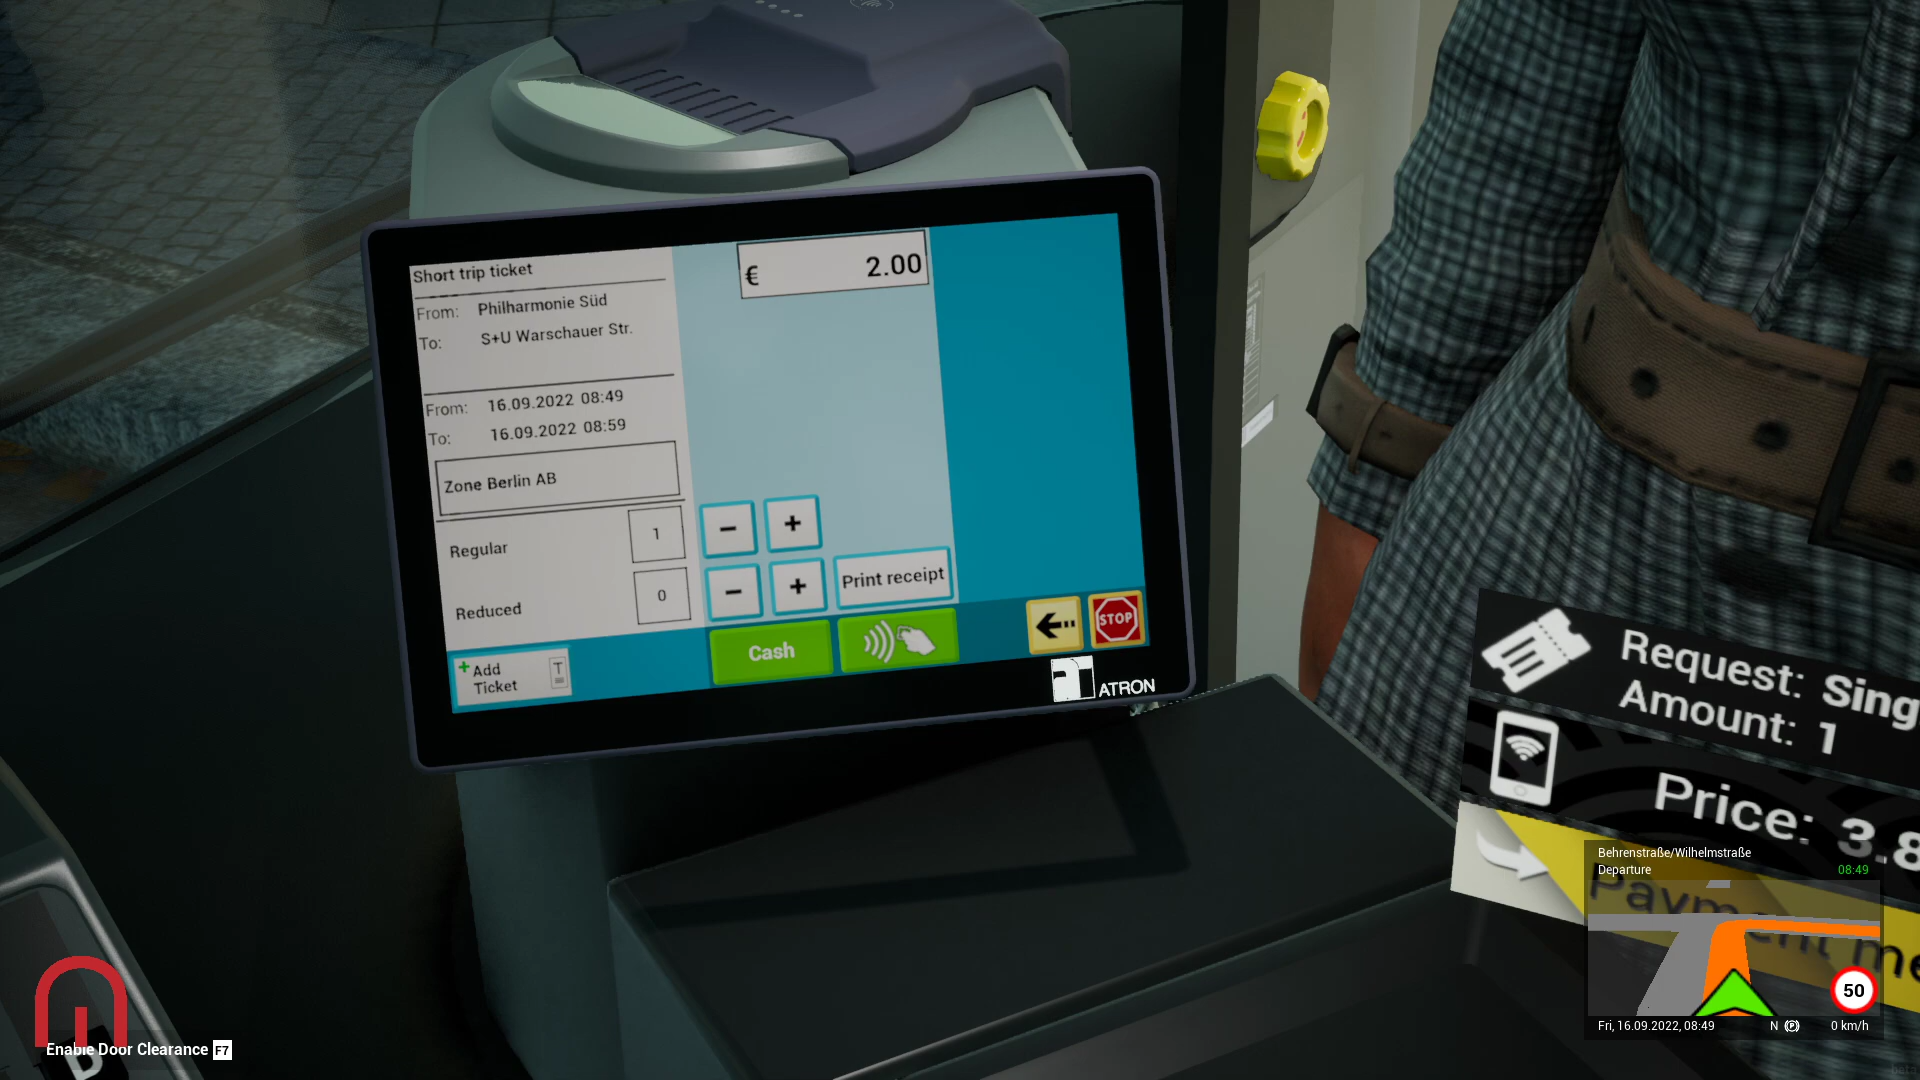 Short trip ticket
From: Philharmonie Süd
To: S+U Warschauer Str.
From: 16.09.2022 08:49
To: 16.09.2022 08:59
Zone Berlin AB
Regular 1 - +
Reduced 0 - +
+ Add
Ticket
T
€ 2.00
Print receipt
Cash
STOP
ATRON
Request: Sing
Amount: 1
Price: 3.8
Payment me
Behrenstraße/Wilhelmstraße
Departure 08:49
50
Fri, 16.09.2022, 08:49 N (P) 0 km/h
Enable Door Clearance F7